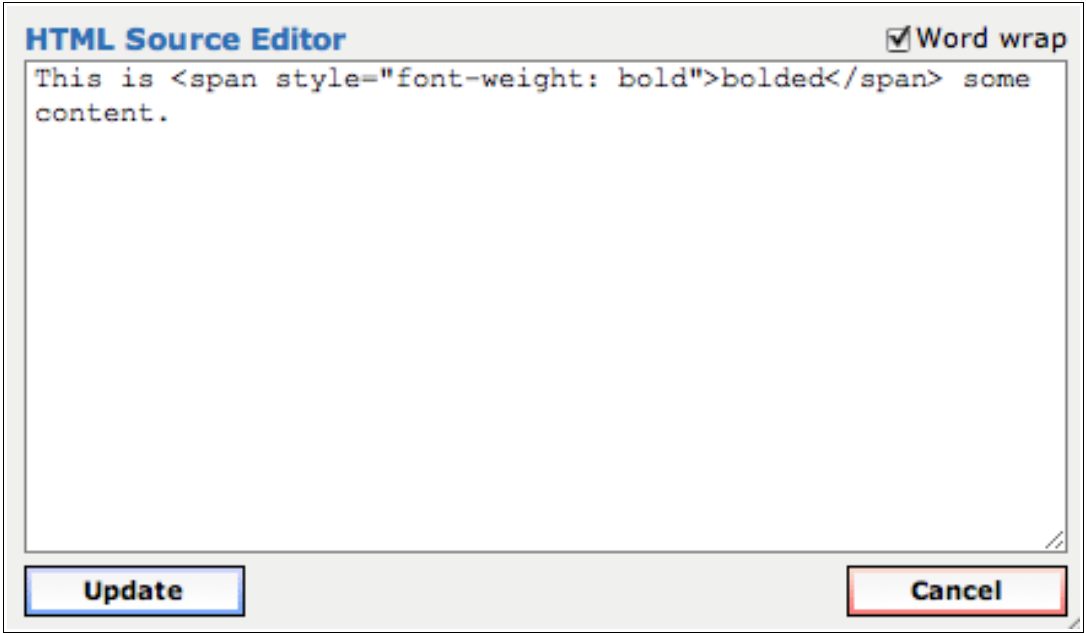 HTML Source Editor
Word wrap
This is <span style="font-weight: bold">bolded</span> some
content.
Update
Cancel